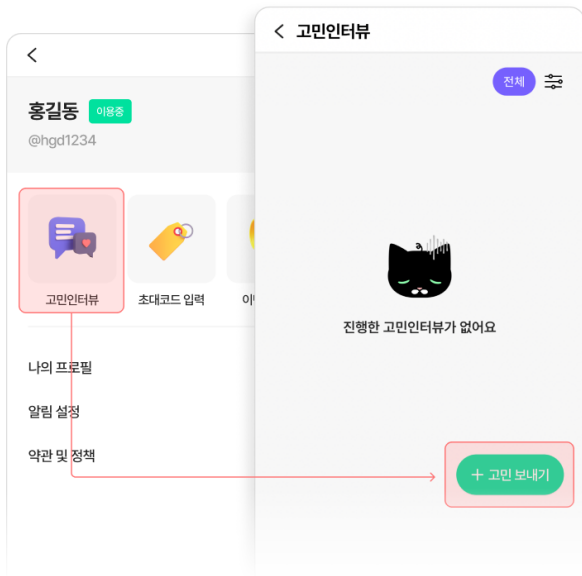 홍길동 이용중
@hgd1234
고민인터뷰
초대코드 입력
나의 프로필
알림 설정
약관 및 정책
고민인터뷰
전체
진행한 고민인터뷰가 없어요
+ 고민 보내기